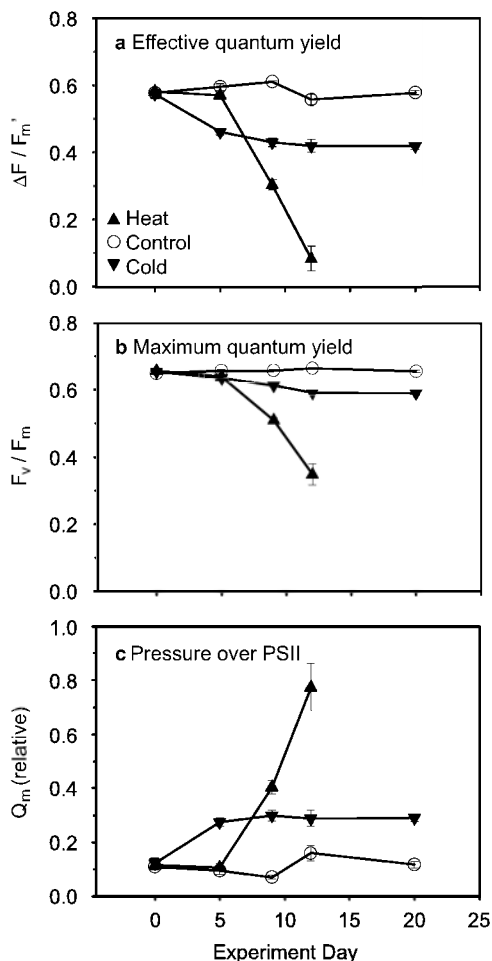 a Effective quantum yield
0.8
0.6
0.4
0.2
0.0
ΔF / Fm'
Heat
Control
Cold
b Maximum quantum yield
0.8
0.6
0.4
0.2
0.0
Fv / Fm
c Pressure over PSII
1.0
0.8
0.6
0.4
0.2
0.0
Qm (relative)
0 5 10 15 20 25
Experiment Day